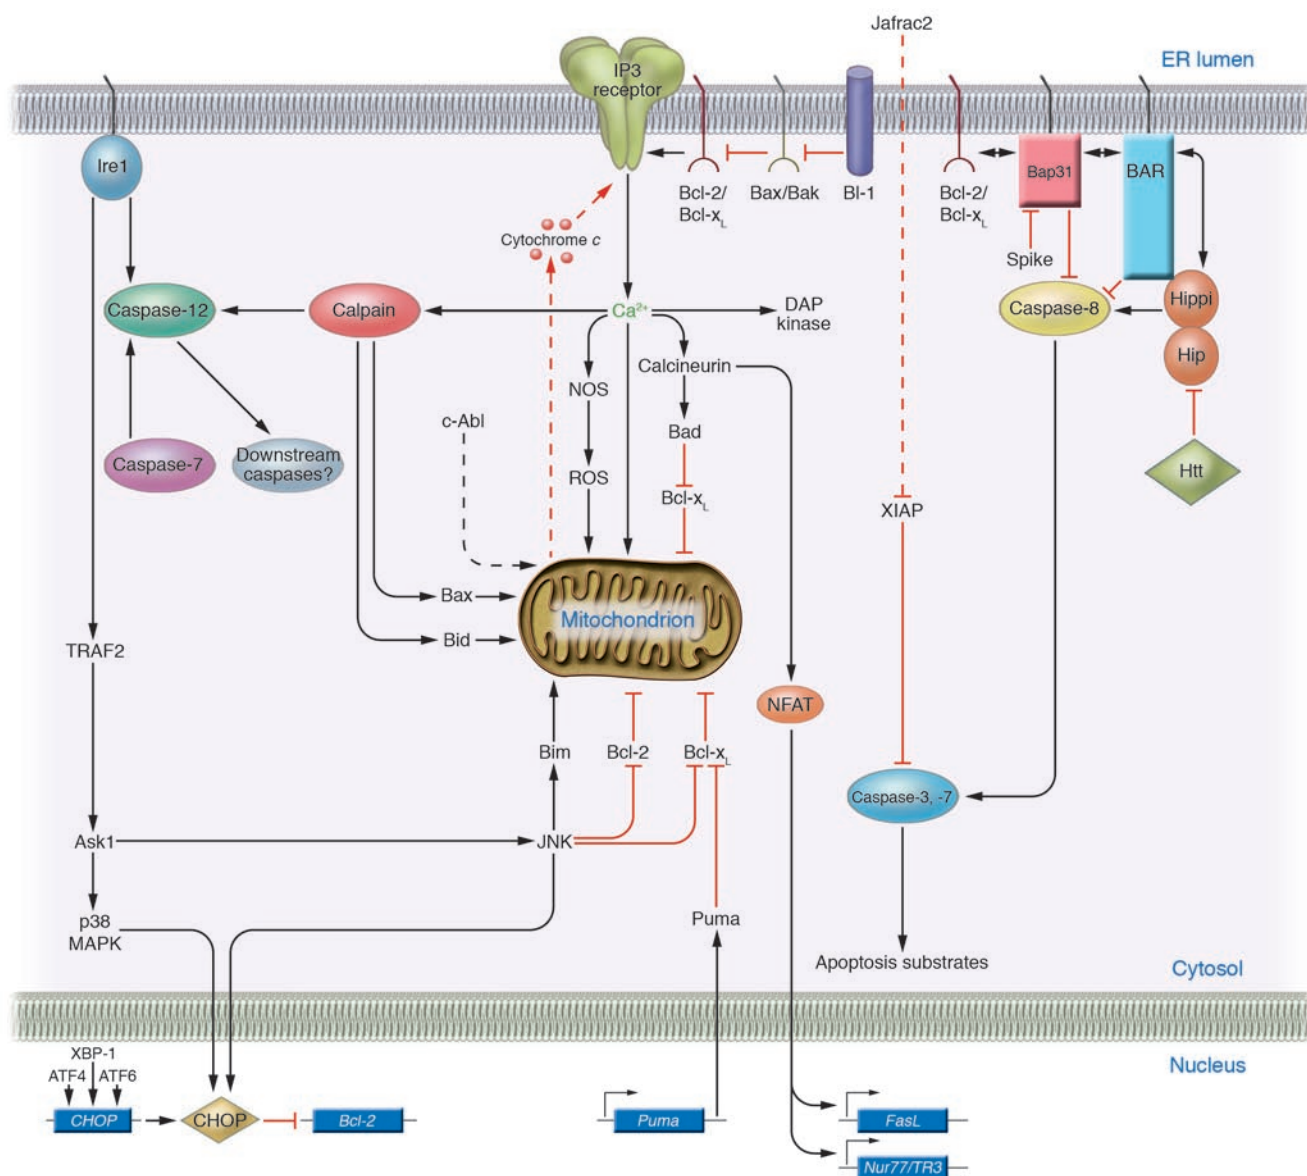 Jafrac2
ER lumen
IP3
receptor
Ire1
Bcl-2/
Bcl-xL
Bax/Bak
BI-1
Bcl-2/
Bcl-xL
Bap31
BAR
Cytochrome c
Spike
Caspase-12
Calpain
Ca2+
DAP
kinase
Caspase-8
Hippi
Hip
NOS
Calcineurin
c-Abl
Bad
Caspase-7
Downstream
caspases?
ROS
Bcl-xL
XIAP
Htt
Bax
Mitochondrion
Bid
TRAF2
NFAT
Bim
Bcl-2
Bcl-xL
Caspase-3, -7
Ask1
JNK
p38
MAPK
Puma
Apoptosis substrates
Cytosol
Nucleus
XBP-1
ATF4
ATF6
CHOP
CHOP
Bcl-2
Puma
FasL
Nur77/TR3